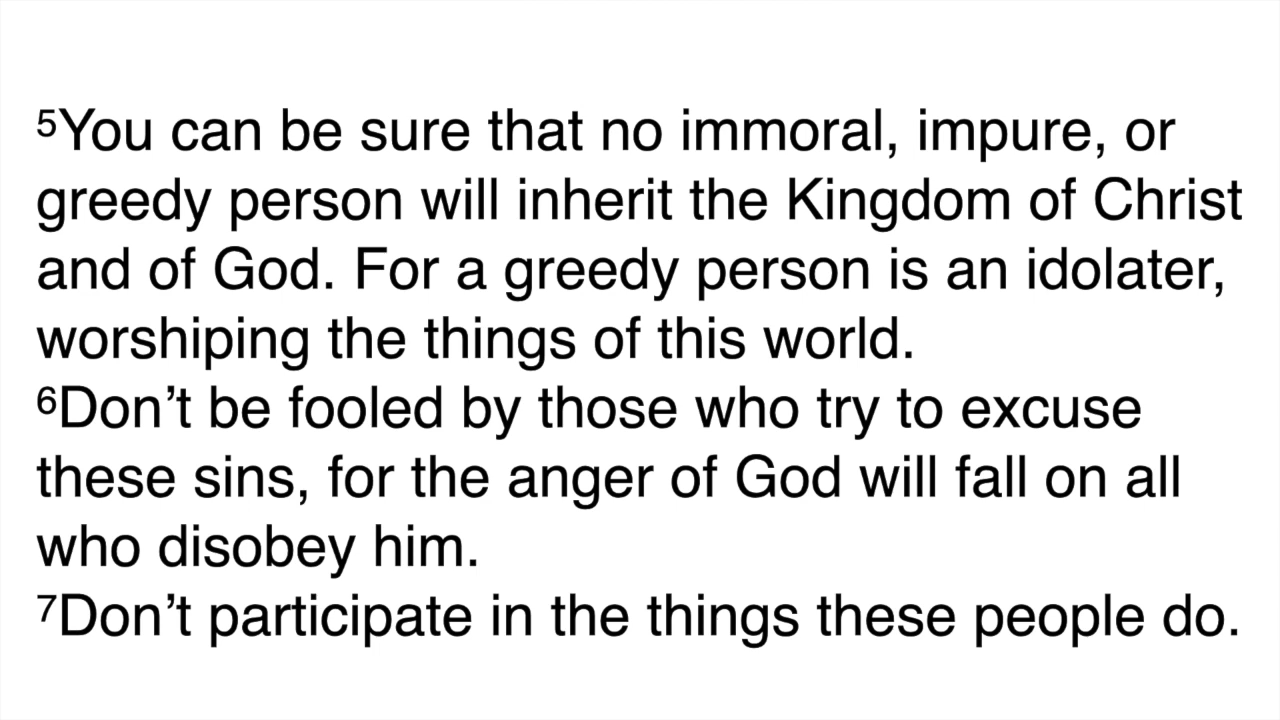 ⁵You can be sure that no immoral, impure, or
greedy person will inherit the Kingdom of Christ
and of God. For a greedy person is an idolater,
worshiping the things of this world.
⁶Don’t be fooled by those who try to excuse
these sins, for the anger of God will fall on all
who disobey him.
⁷Don’t participate in the things these people do.